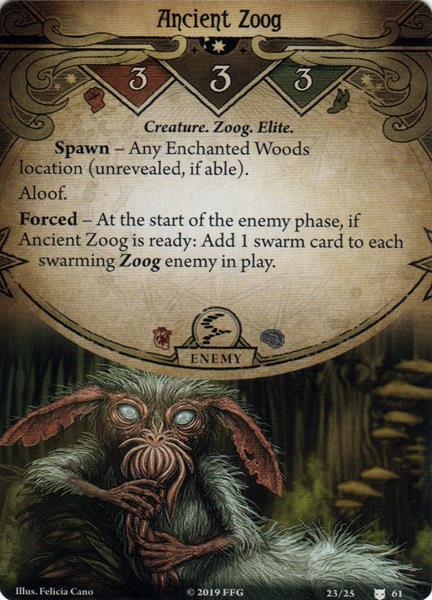 Ancient Zoog
3 3 3
Creature. Zoog. Elite.
Spawn – Any Enchanted Woods
location (unrevealed, if able).
Aloof.
Forced – At the start of the enemy phase, if
Ancient Zoog is ready: Add 1 swarm card to each
swarming Zoog enemy in play.
ENEMY
Illus. Felicia Cano © 2019 FFG 23/25 61